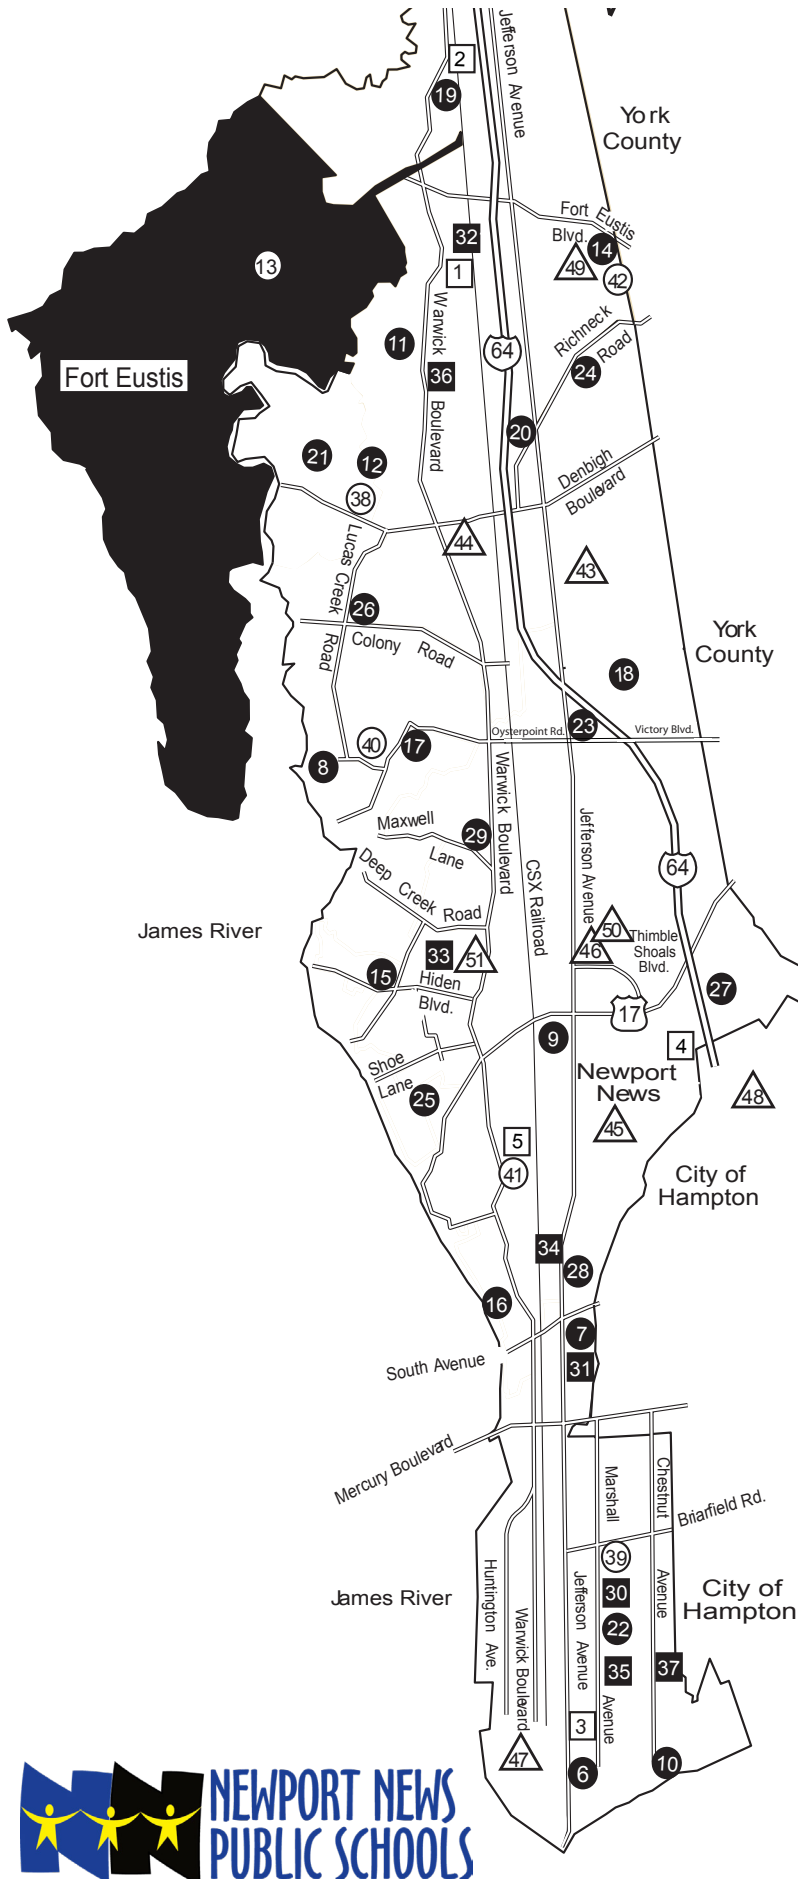 2
Jefferson Avenue
19
York
County
Fort Eustis
Blvd.
32
14
49
42
13
1
Richneck
Road
11
Warwick
Boulevard
64
36
24
Fort Eustis
20
21
12
Denbigh
Boulevard
38
44
43
Lucas Creek
Road
26
Colony Road
York
County
18
23
Oysterpoint Rd.
Victory Blvd.
40
17
8
Warwick Boulevard
Maxwell
Lane
29
Jefferson Avenue
CSX Railroad
64
Deep Creek Road
James River
50
46
Thimble
Shoals
Blvd.
33
51
15
Hiden
Blvd.
27
17
9
4
Shoe
Lane
Newport
News
25
48
45
5
41
City of
Hampton
34
28
16
7
South Avenue
31
Mercury Boulevard
Marshall
Avenue
Chestnut
Avenue
Briarfield Rd.
39
Huntington Ave.
Jefferson Avenue
30
James River
City of
Hampton
Warwick Boulevard
22
35
37
3
47
6
10
NEWPORT NEWS
PUBLIC SCHOOLS